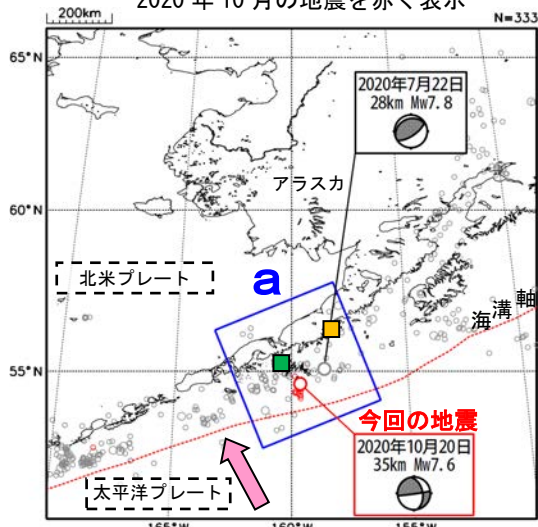 2020 年 10 月の地震を赤く表示
200km
N=333
65°N
2020年7月22日
28km Mw7.8
アラスカ
60°N
北米プレート
a
海溝軸
55°N
今回の地震
2020年10月20日
35km Mw7.6
太平洋プレート
165°W
160°W
155°W